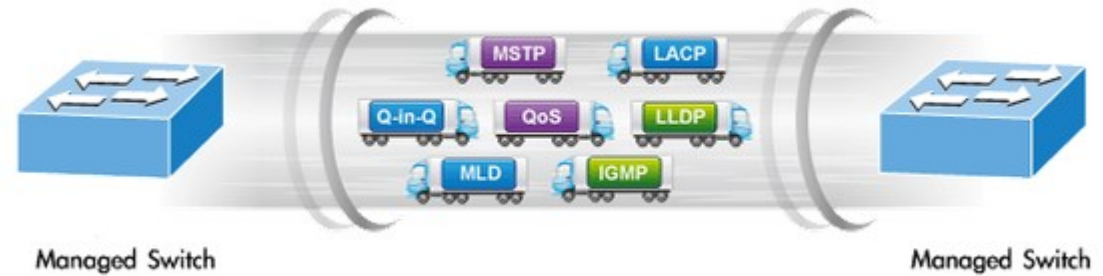 MSTP LACP
Q-in-Q QoS LLDP
MLD IGMP
Managed Switch Managed Switch